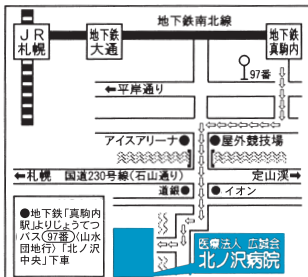 地下鉄南北線
JR
札幌
地下鉄
大通
地下鉄
真駒内
97番
←平岸通り
アイスアリーナ●
●屋外競技場
←札幌 国道230号線(石山通り) 定山渓→
道銀●
●イオン
●地下鉄「真駒内
駅」よりじょうてつ
バス(97番)(山水
団地行)「北ノ沢
中央」下車
医療法人 広誠会
北ノ沢病院